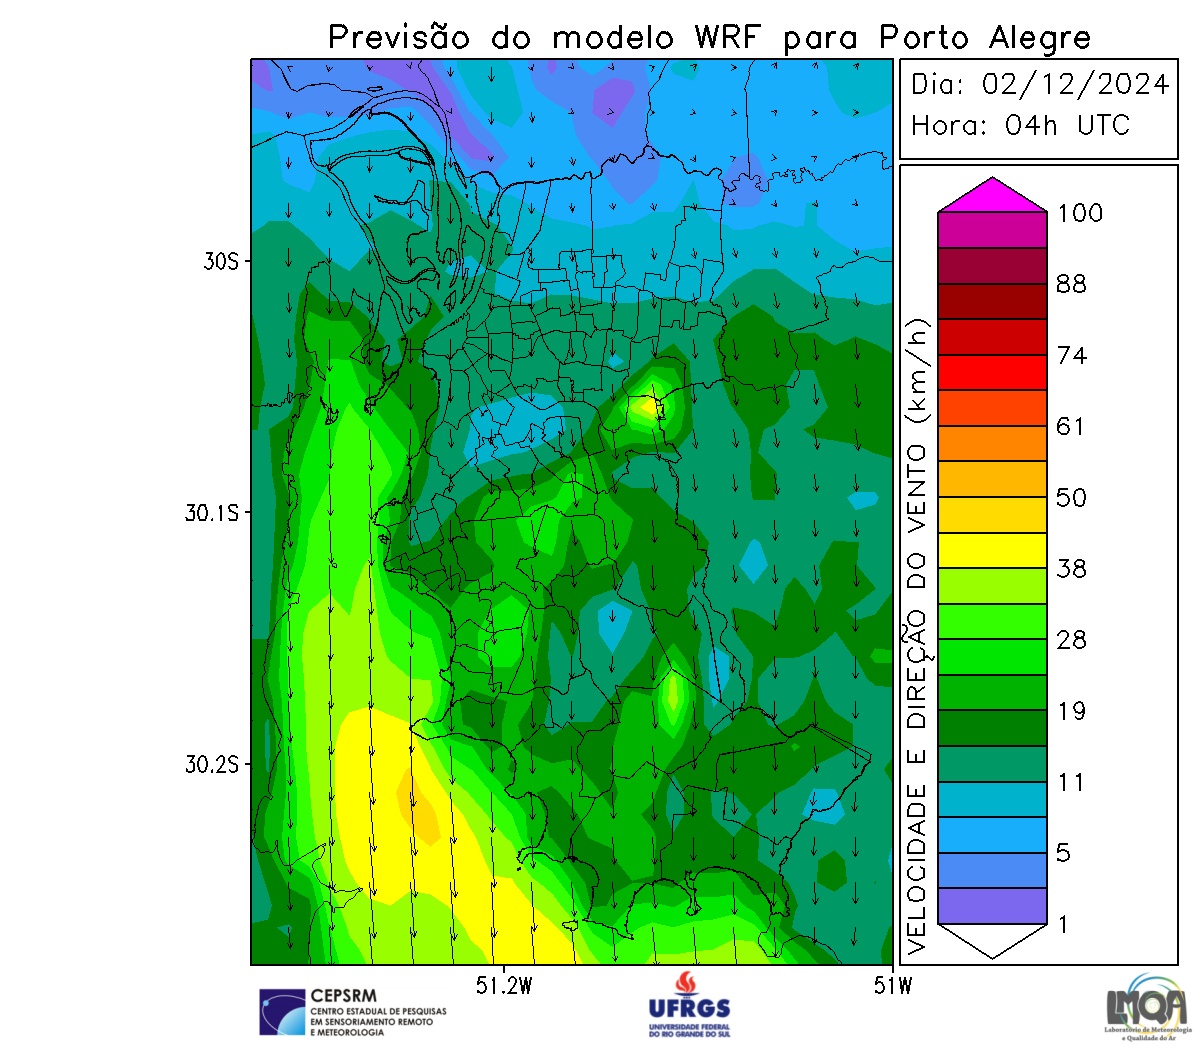 Previsão do modelo WRF para Porto Alegre
Dia: 02/12/2024
Hora: 04h UTC
30S
30.1S
30.2S
51.2W
51W
VELOCIDADE E DIREÇÃO DO VENTO (km/h)
100
88
74
61
50
38
28
19
11
5
1
CEPSRM
CENTRO ESTADUAL DE PESQUISAS
EM SENSORIAMENTO REMOTO
E METEOROLOGIA
UFRGS
UNIVERSIDADE FEDERAL
DO RIO GRANDE DO SUL
LMQA
Laboratório de Meteorologia
e Qualidade do Ar